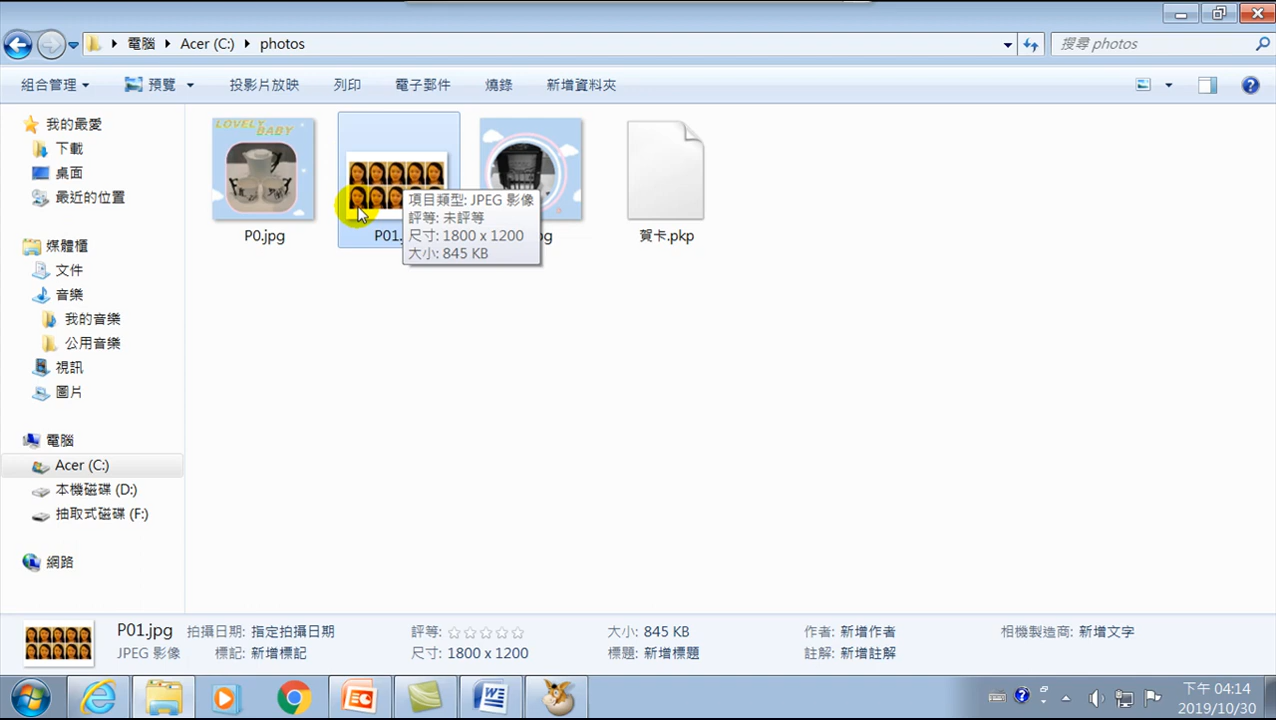 電腦 Acer (C:) photos
搜尋 photos
組合管理 預覽 投影片放映 列印 電子郵件 燒錄 新增資料夾
我的最愛
下載
桌面
最近的位置
媒體櫃
文件
音樂
我的音樂
公用音樂
視訊
圖片
電腦
Acer (C:)
本機磁碟 (D:)
抽取式磁碟 (F:)
網路
LOVELY
BABY
P0.jpg
P01.
項目類型: JPEG 影像
評等: 未評等
尺寸: 1800 x 1200
大小: 845 KB
pg
賀卡.pkp
P01.jpg 拍攝日期: 指定拍攝日期 評等: 大小: 845 KB 作者: 新增作者 相機製造商: 新增文字
JPEG 影像 標記: 新增標記 尺寸: 1800 x 1200 標題: 新增標題 註解: 新增註解
下午 04:14
2019/10/30